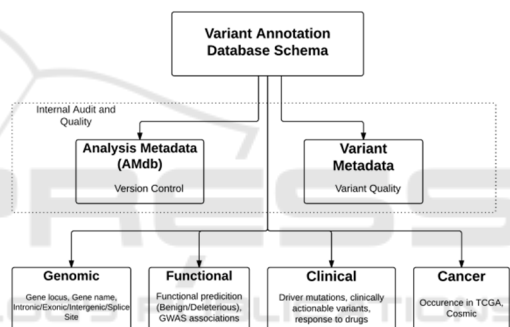 Variant Annotation
Database Schema
Internal Audit and
Quality
Analysis Metadata
(AMdb)
Version Control
Variant
Metadata
Variant Quality
Genomic
Gene locus, Gene name,
Intronic/Exonic/Intergenic/Splice
Site
Functional
Functional predicition
(Benign/Deleterious),
GWAS associations
Clinical
Driver mutations, clinically
actionable variants,
response to drugs
Cancer
Occurence in TCGA,
Cosmic